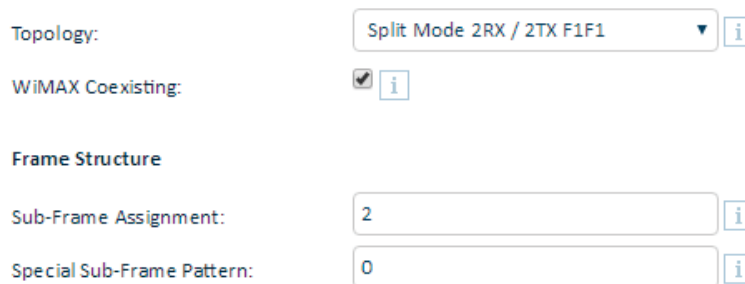 Topology: Split Mode 2RX / 2TX F1F1 i
WiMAX Coexisting: i
Frame Structure
Sub-Frame Assignment: 2 i
Special Sub-Frame Pattern: 0 i